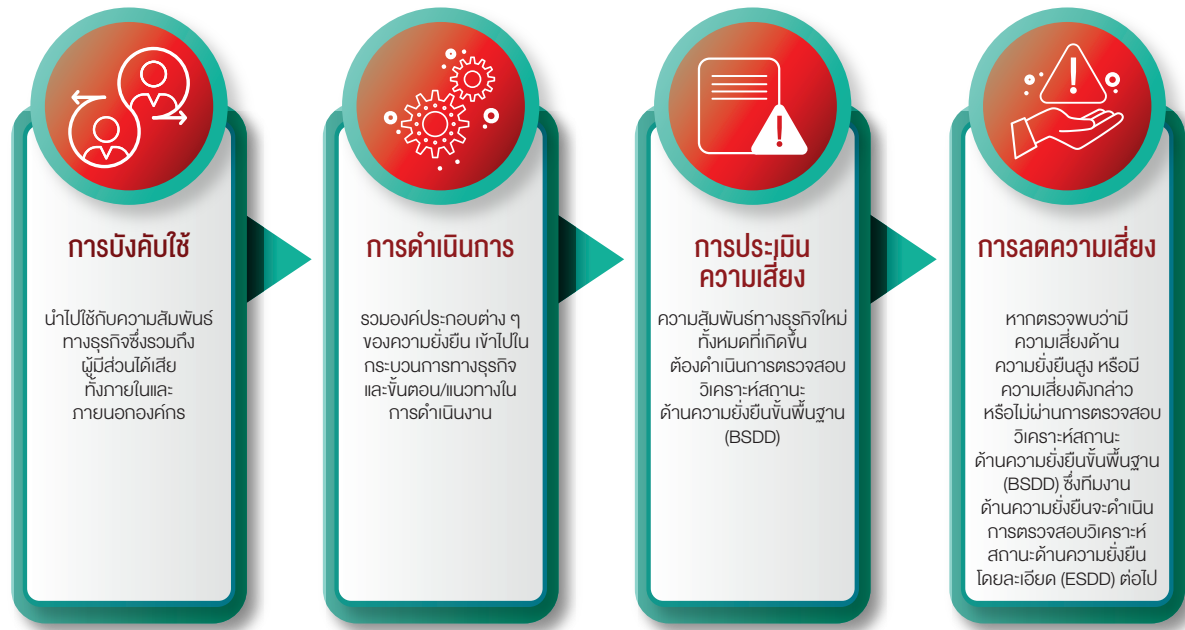 การบังคับใช้
นำไปใช้กับความสัมพันธ์
ทางธุรกิจซึ่งรวมถึง
ผู้มีส่วนได้เสีย
ทั้งภายในและ
ภายนอกองค์กร
การดำเนินการ
รวมองค์ประกอบต่าง ๆ
ของความยั่งยืน เข้าไปใน
กระบวนการทางธุรกิจ
และขั้นตอน/แนวทางใน
การดำเนินงาน
การประเมิน
ความเสี่ยง
ความสัมพันธ์ทางธุรกิจใหม่
ทั้งหมดที่เกิดขึ้น
ต้องดำเนินการตรวจสอบ
วิเคราะห์สถานะ
ด้านความยั่งยืนขั้นพื้นฐาน
(BSDD)
การลดความเสี่ยง
หากตรวจพบว่ามี
ความเสี่ยงด้าน
ความยั่งยืนสูง หรือมี
ความเสี่ยงดังกล่าว
หรือไม่ผ่านการตรวจสอบ
วิเคราะห์สถานะ
ด้านความยั่งยืนขั้นพื้นฐาน
(BSDD) ซึ่งทีมงาน
ด้านความยั่งยืนจะดำเนิน
การตรวจสอบวิเคราะห์
สถานะด้านความยั่งยืน
โดยละเอียด (ESDD) ต่อไป